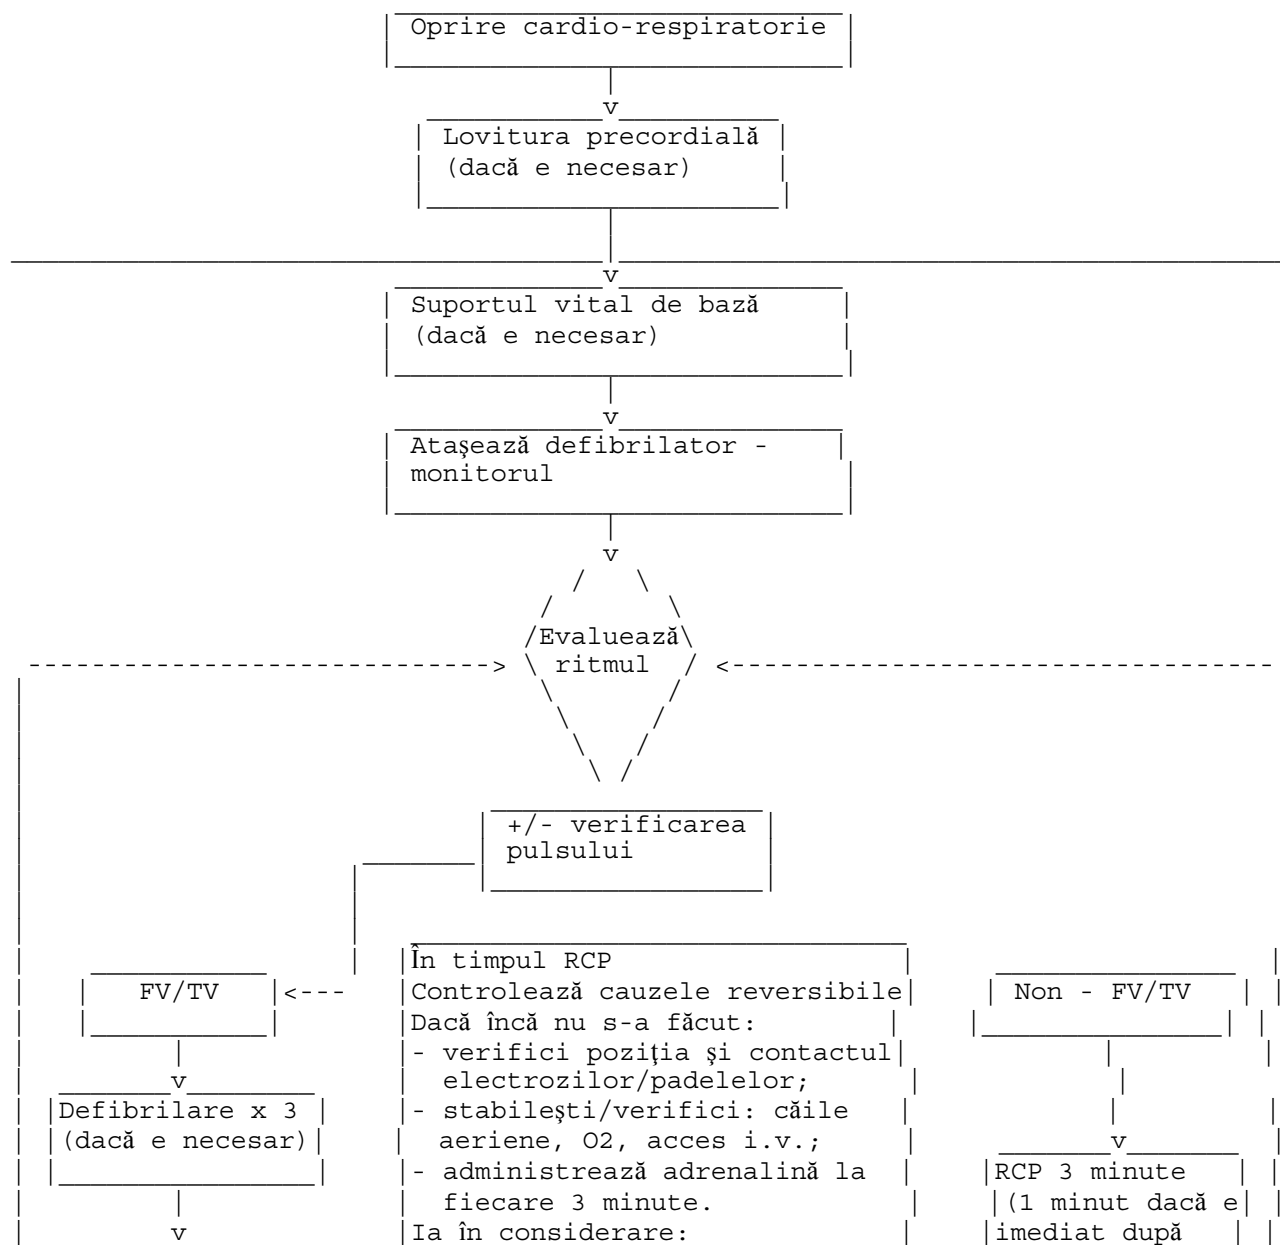 Oprire cardio-respiratorie
v
Lovitura precordială
(dacă e necesar)
v
Suportul vital de bază
(dacă e necesar)
v
Ataşează defibrilator -
monitorul
v
Evaluează
ritmul
+/- verificarea
pulsului
FV/TV
v
Defibrilare x 3
(dacă e necesar)
v
În timpul RCP
Controlează cauzele reversibile
Dacă încă nu s-a făcut:
- verifici poziţia şi contactul
electrozilor/padelelor;
- stabileşti/verifici: căile
aeriene, O2, acces i.v.;
- administrează adrenalină la
fiecare 3 minute.
Ia în considerare:
Non - FV/TV
v
RCP 3 minute
(1 minut dacă e
imediat după